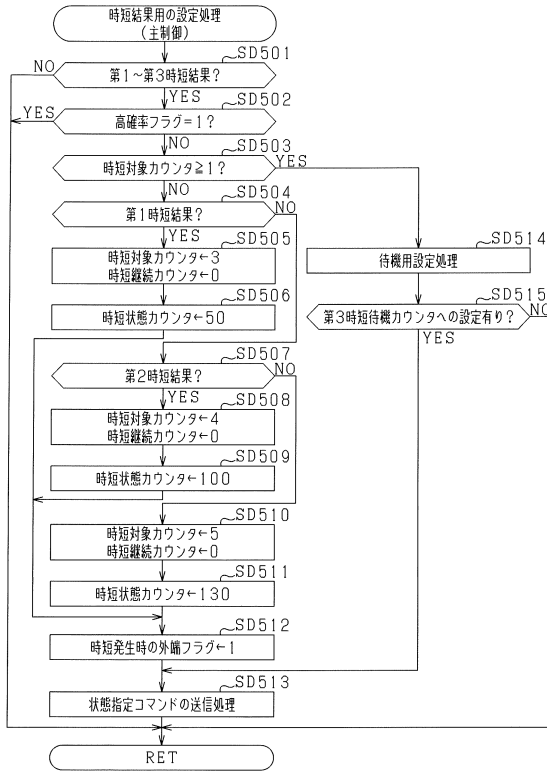 時短結果用の設定処理
(主制御)
SD501
NO
第1~第3時短結果?
YES
SD502
YES
高確率フラグ=1?
NO
SD503
YES
時短対象カウンタ≧1?
NO
SD504
NO
第1時短結果?
YES
SD505
時短対象カウンタ←3
時短継続カウンタ←0
SD506
時短状態カウンタ←50
SD514
待機用設定処理
SD515
NO
第3時短待機カウンタへの設定有り?
YES
SD507
NO
第2時短結果?
YES
SD508
時短対象カウンタ←4
時短継続カウンタ←0
SD509
時短状態カウンタ←100
SD510
時短対象カウンタ←5
時短継続カウンタ←0
SD511
時短状態カウンタ←130
SD512
時短発生時の外端フラグ←1
SD513
状態指定コマンドの送信処理
RET